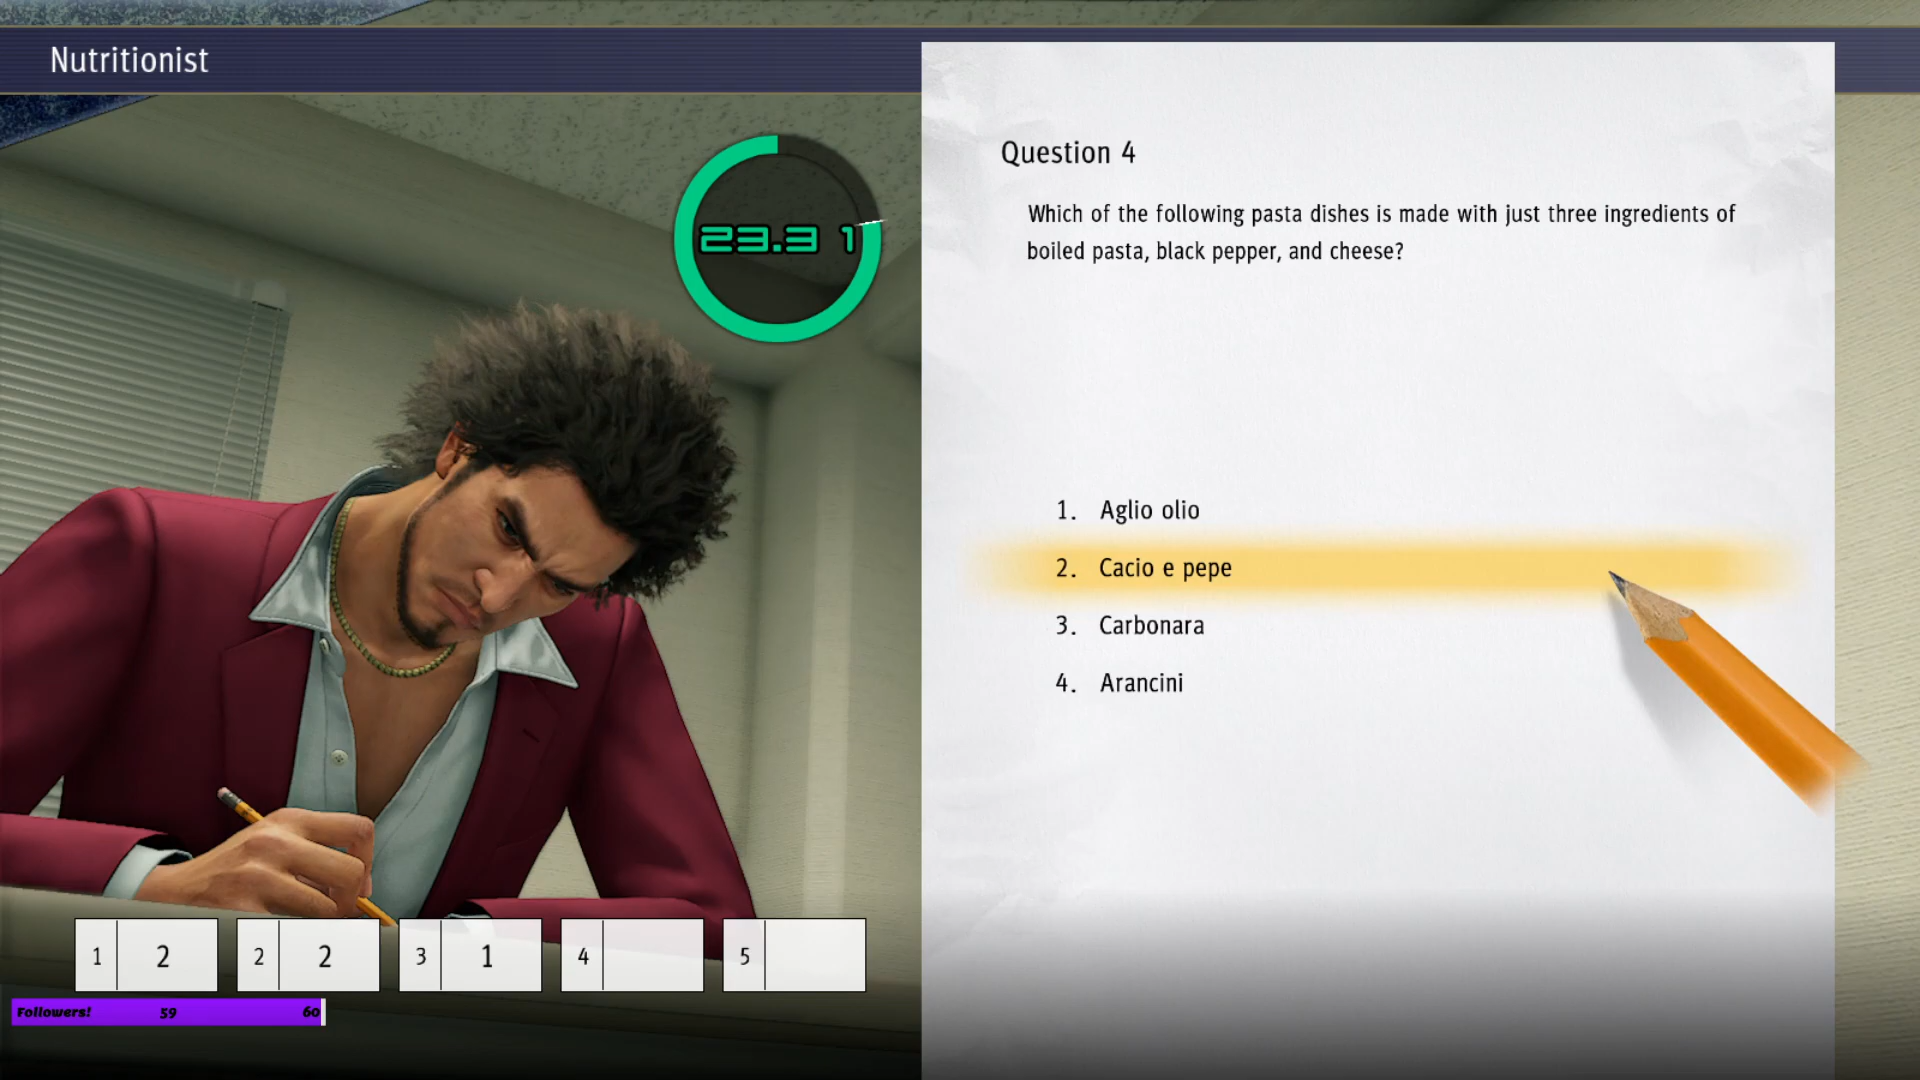 Nutritionist
23.31
Question 4
Which of the following pasta dishes is made with just three ingredients of
boiled pasta, black pepper, and cheese?
1. Aglio olio
2. Cacio e pepe
3. Carbonara
4. Arancini
1 2 2 2 3 1 4 5
Followers! 59 60